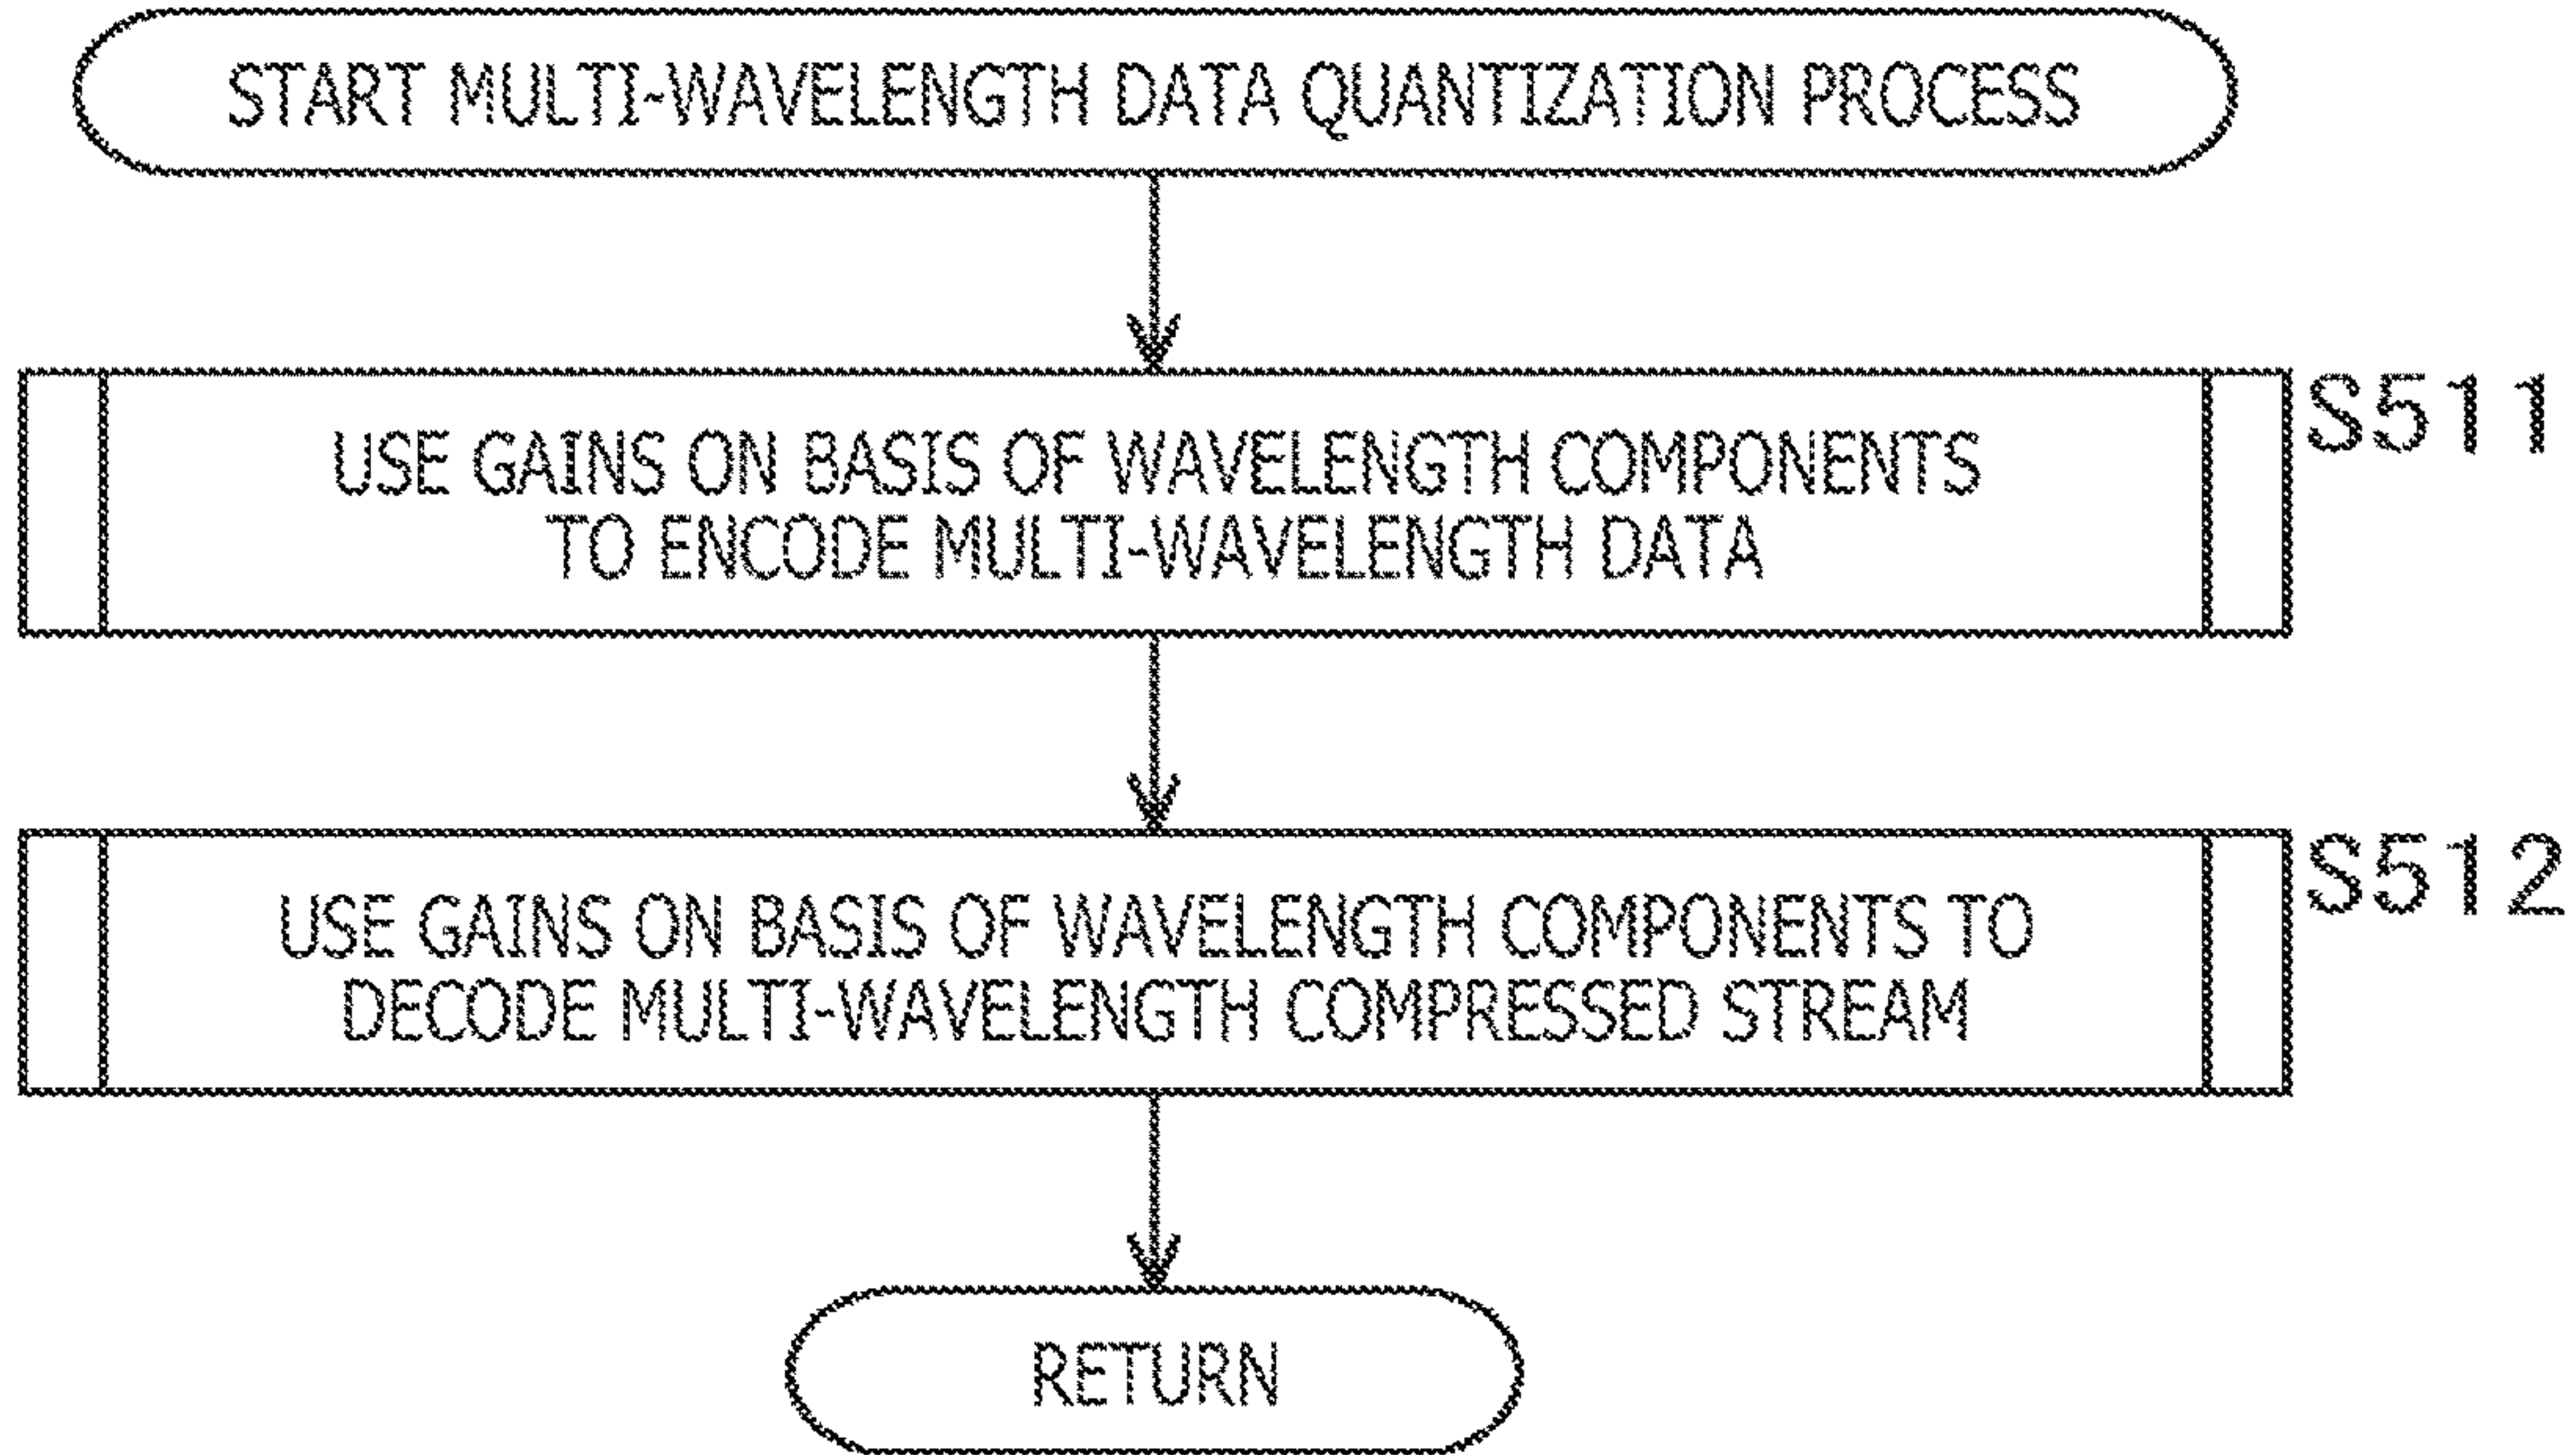 START MULTI-WAVELENGTH DATA QUANTIZATION PROCESS
S511
USE GAINS ON BASIS OF WAVELENGTH COMPONENTS
TO ENCODE MULTI-WAVELENGTH DATA
S512
USE GAINS ON BASIS OF WAVELENGTH COMPONENTS TO
DECODE MULTI-WAVELENGTH COMPRESSED STREAM
RETURN